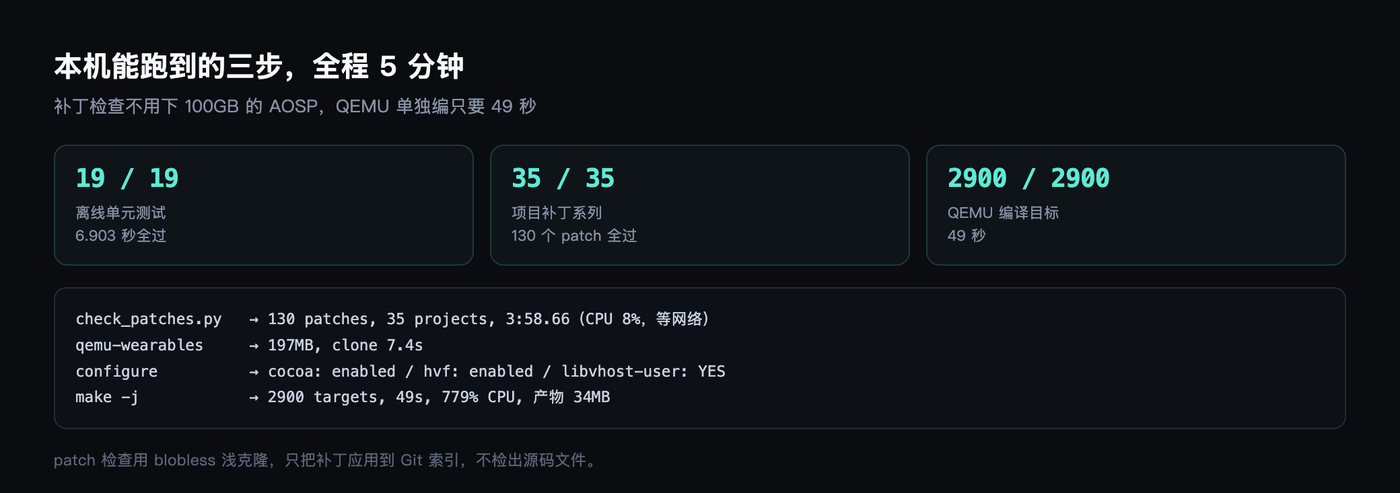 本机能跑到的三步，全程 5 分钟
补丁检查不用下 100GB 的 AOSP，QEMU 单独编只要 49 秒
19 / 19
离线单元测试
6.903 秒全过
35 / 35
项目补丁系列
130 个 patch 全过
2900 / 2900
QEMU 编译目标
49 秒
check_patches.py → 130 patches, 35 projects, 3:58.66（CPU 8%，等网络）
qemu-wearables → 197MB, clone 7.4s
configure → cocoa: enabled / hvf: enabled / libvhost-user: YES
make -j → 2900 targets, 49s, 779% CPU, 产物 34MB
patch 检查用 blobless 浅克隆，只把补丁应用到 Git 索引，不检出源码文件。